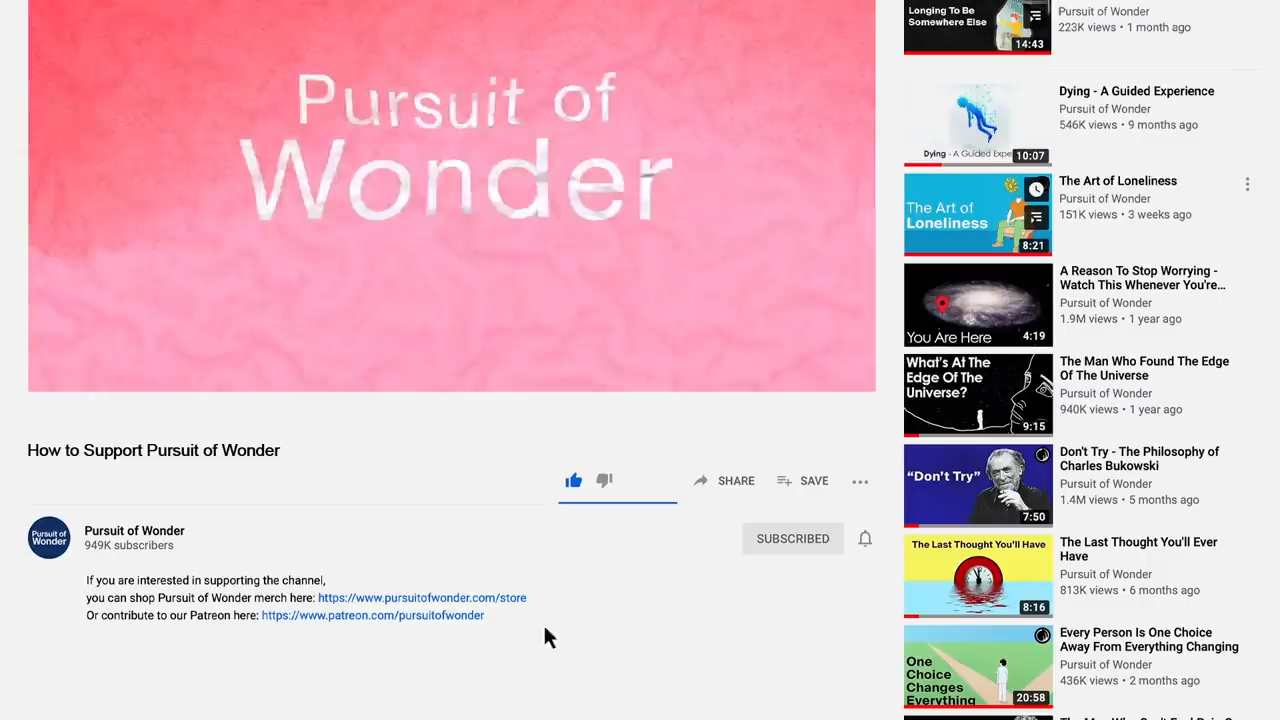 Pursuit of
Wonder
How to Support Pursuit of Wonder
SHARE
SAVE
Pursuit of
Wonder
Pursuit of Wonder
949K subscribers
SUBSCRIBED
If you are interested in supporting the channel,
you can shop Pursuit of Wonder merch here: https://www.pursuitofwonder.com/store
Or contribute to our Patreon here: https://www.patreon.com/pursuitofwonder
Longing To Be
Somewhere Else
14:43
Pursuit of Wonder
223K views • 1 month ago
Dying - A Guided Expe
10:07
Dying - A Guided Experience
Pursuit of Wonder
546K views • 9 months ago
The Art of
Loneliness
8:21
The Art of Loneliness
Pursuit of Wonder
151K views • 3 weeks ago
You Are Here
4:19
A Reason To Stop Worrying -
Watch This Whenever You're...
Pursuit of Wonder
1.9M views • 1 year ago
What's At The
Edge Of The
Universe?
9:15
The Man Who Found The Edge
Of The Universe
Pursuit of Wonder
940K views • 1 year ago
“Don't Try”
7:50
Don't Try - The Philosophy of
Charles Bukowski
Pursuit of Wonder
1.4M views • 5 months ago
The Last Thought You'll Have
8:16
The Last Thought You'll Ever
Have
Pursuit of Wonder
813K views • 6 months ago
One
Choice
Changes
Everything
20:58
Every Person Is One Choice
Away From Everything Changing
Pursuit of Wonder
436K views • 2 months ago